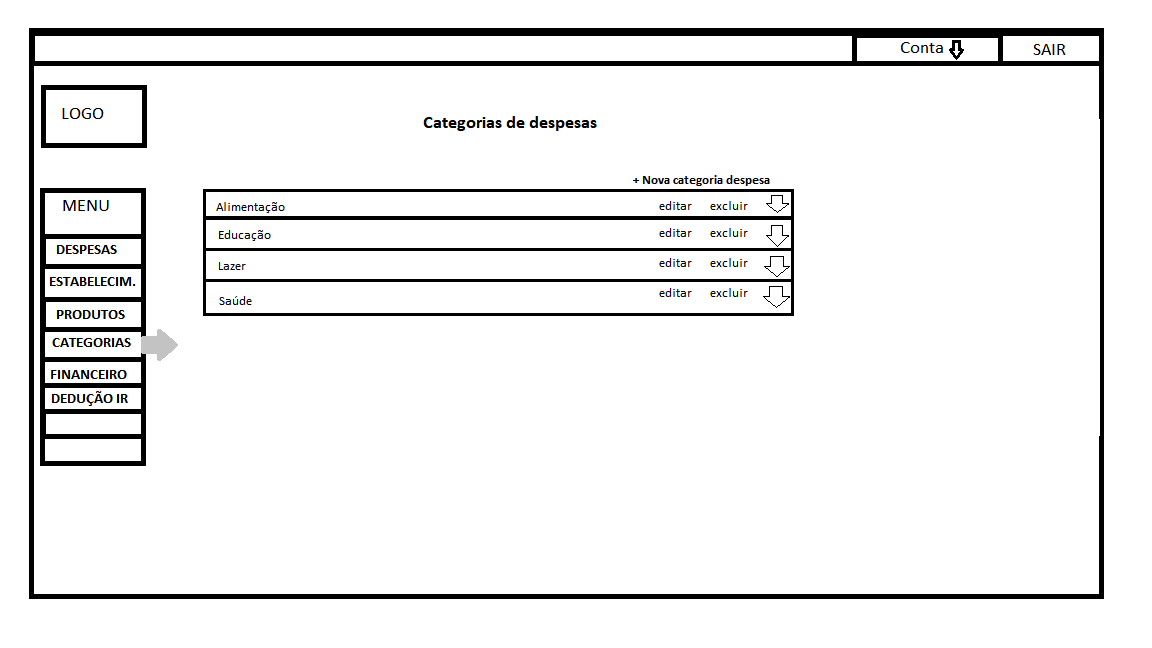 Conta
SAIR
LOGO
Categorias de despesas
+ Nova categoria despesa
MENU
DESPESAS
ESTABELECIM.
PRODUTOS
CATEGORIAS
FINANCEIRO
DEDUÇÃO IR
Alimentação editar excluir
Educação editar excluir
Lazer editar excluir
Saúde editar excluir